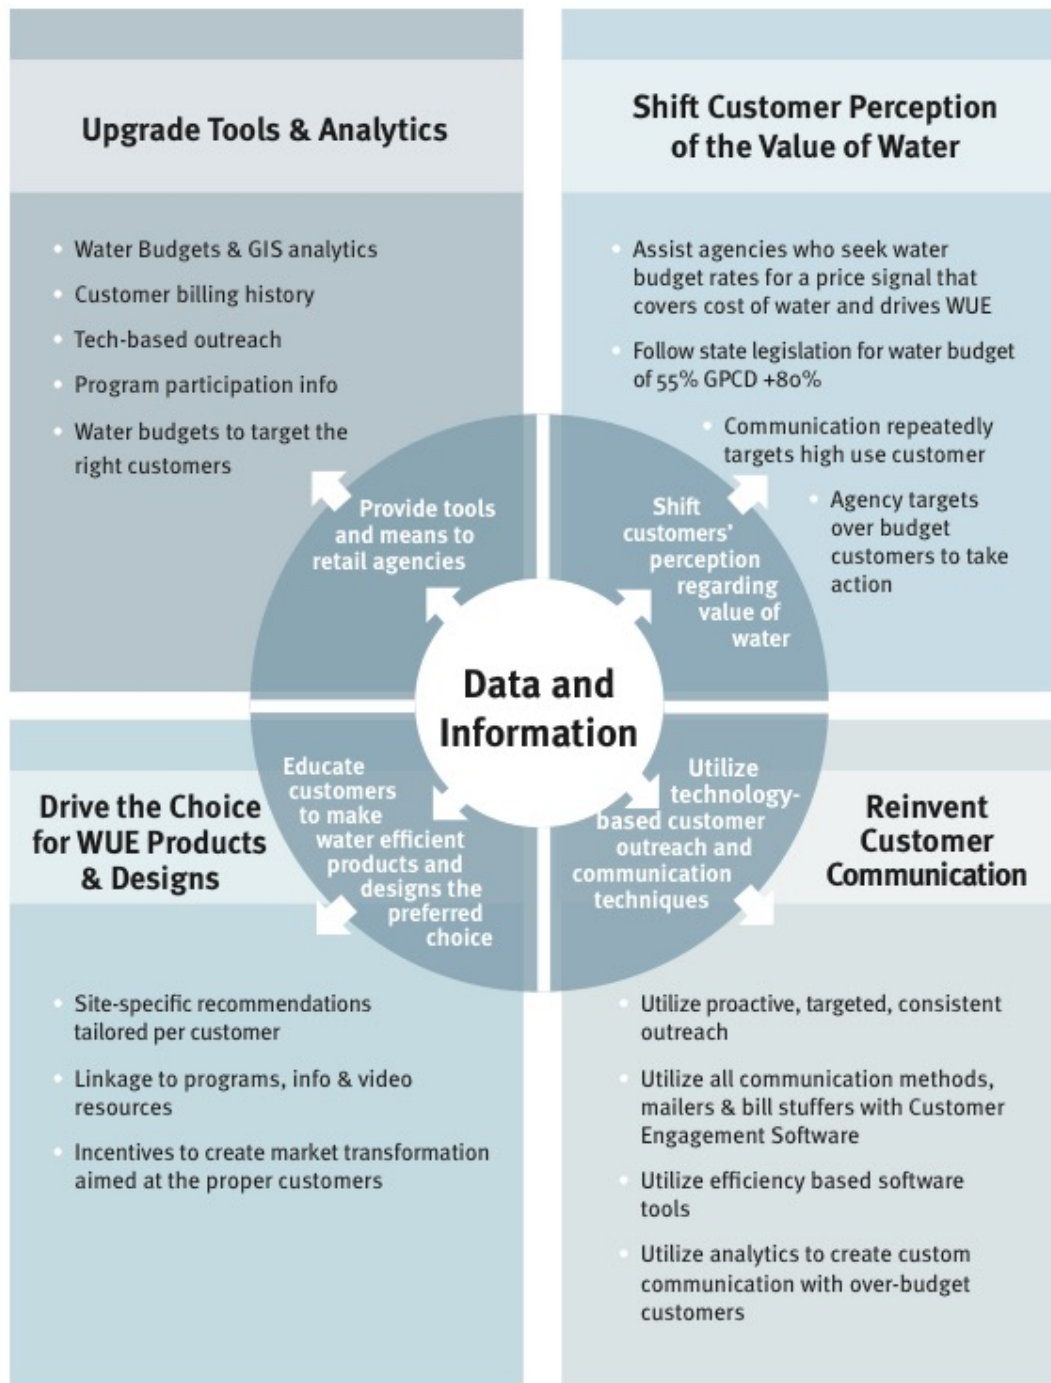 Upgrade Tools & Analytics
• Water Budgets & GIS analytics
• Customer billing history
• Tech-based outreach
• Program participation info
• Water budgets to target the
right customers
Shift Customer Perception
of the Value of Water
• Assist agencies who seek water
budget rates for a price signal that
covers cost of water and drives WUE
• Follow state legislation for water budget
of 55% GPCD +80%
• Communication repeatedly
targets high use customer
• Agency targets
over budget
customers to take
action
Provide tools
and means to
retail agencies
Shift
customers’
perception
regarding
value of
water
Data and
Information
Educate
customers
to make
water efficient
products and
designs the
preferred
choice
Utilize
technology-
based customer
outreach and
communication
techniques
Drive the Choice
for WUE Products
& Designs
• Site-specific recommendations
tailored per customer
• Linkage to programs, info & video
resources
• Incentives to create market transformation
aimed at the proper customers
Reinvent
Customer
Communication
• Utilize proactive, targeted, consistent
outreach
• Utilize all communication methods,
mailers & bill stuffers with Customer
Engagement Software
• Utilize efficiency based software
tools
• Utilize analytics to create custom
communication with over-budget
customers